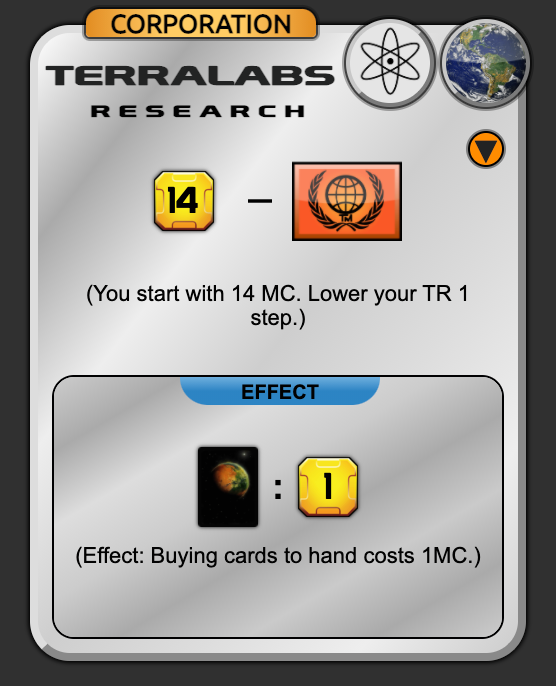 CORPORATION
TERRALABS
RESEARCH
14 –
TM
(You start with 14 MC. Lower your TR 1
step.)
EFFECT
: 1
(Effect: Buying cards to hand costs 1MC.)